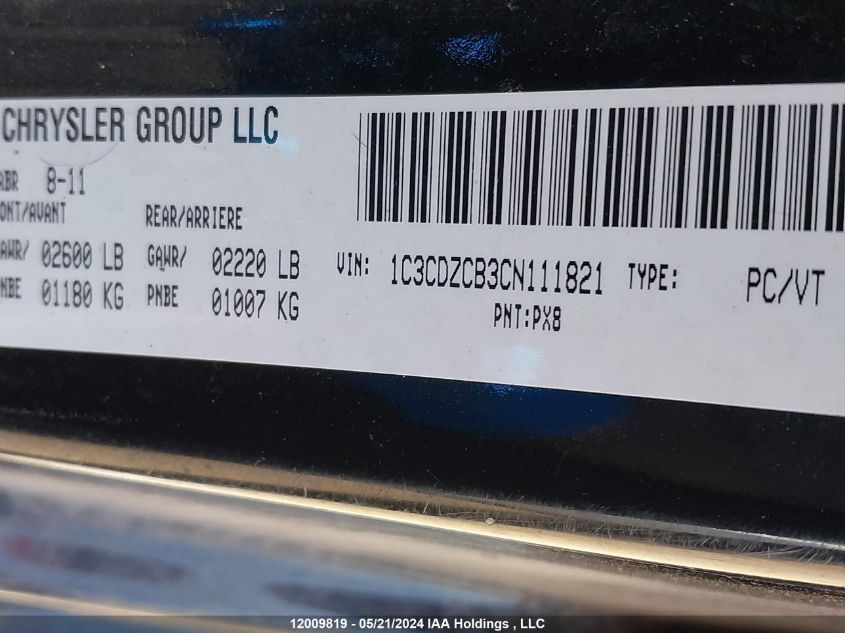 CHRYSLER GROUP LLC
ABR 8-11
ONT/AVANT REAR/ARRIERE
AWR/ 02600 LB GAWR/ 02220 LB
NBE 01180 KG PNBE 01007 KG
VIN: 1C3CDZCB3CN111821 TYPE: PC/VT
PNT:PX8
12009819 - 05/21/2024 IAA Holdings , LLC